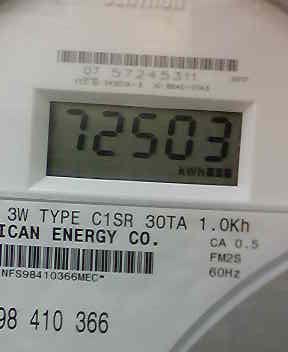 07 57245311
72503
kWh
3W TYPE C1SR 30TA 1.0Kh
ICAN ENERGY CO.
CA 0.5
FM2S
NFS98410366MEC*
60Hz
98 410 366